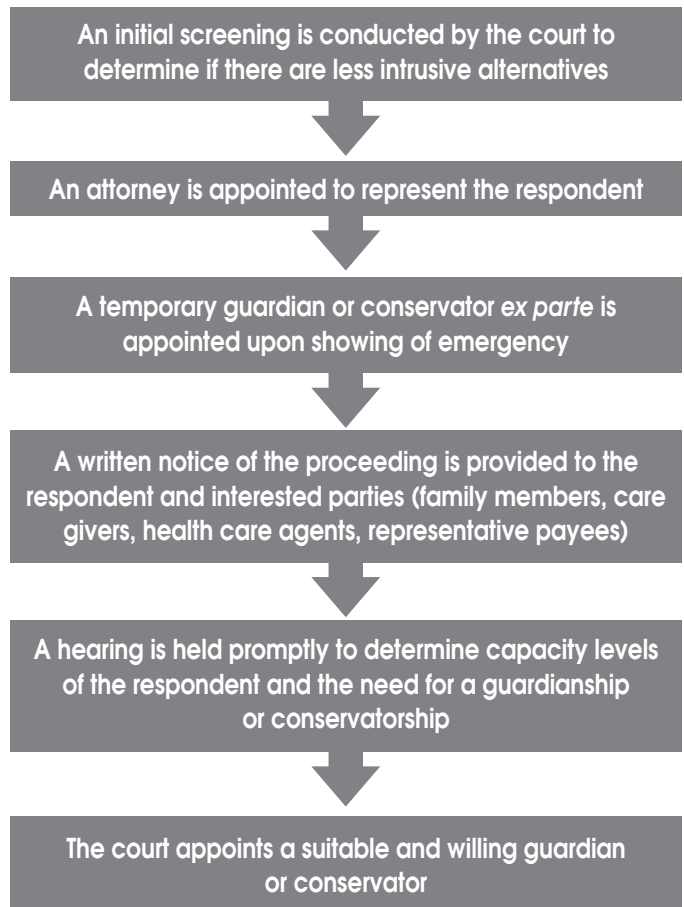 An initial screening is conducted by the court to
determine if there are less intrusive alternatives
An attorney is appointed to represent the respondent
A temporary guardian or conservator ex parte is
appointed upon showing of emergency
A written notice of the proceeding is provided to the
respondent and interested parties (family members, care
givers, health care agents, representative payees)
A hearing is held promptly to determine capacity levels
of the respondent and the need for a guardianship
or conservatorship
The court appoints a suitable and willing guardian
or conservator